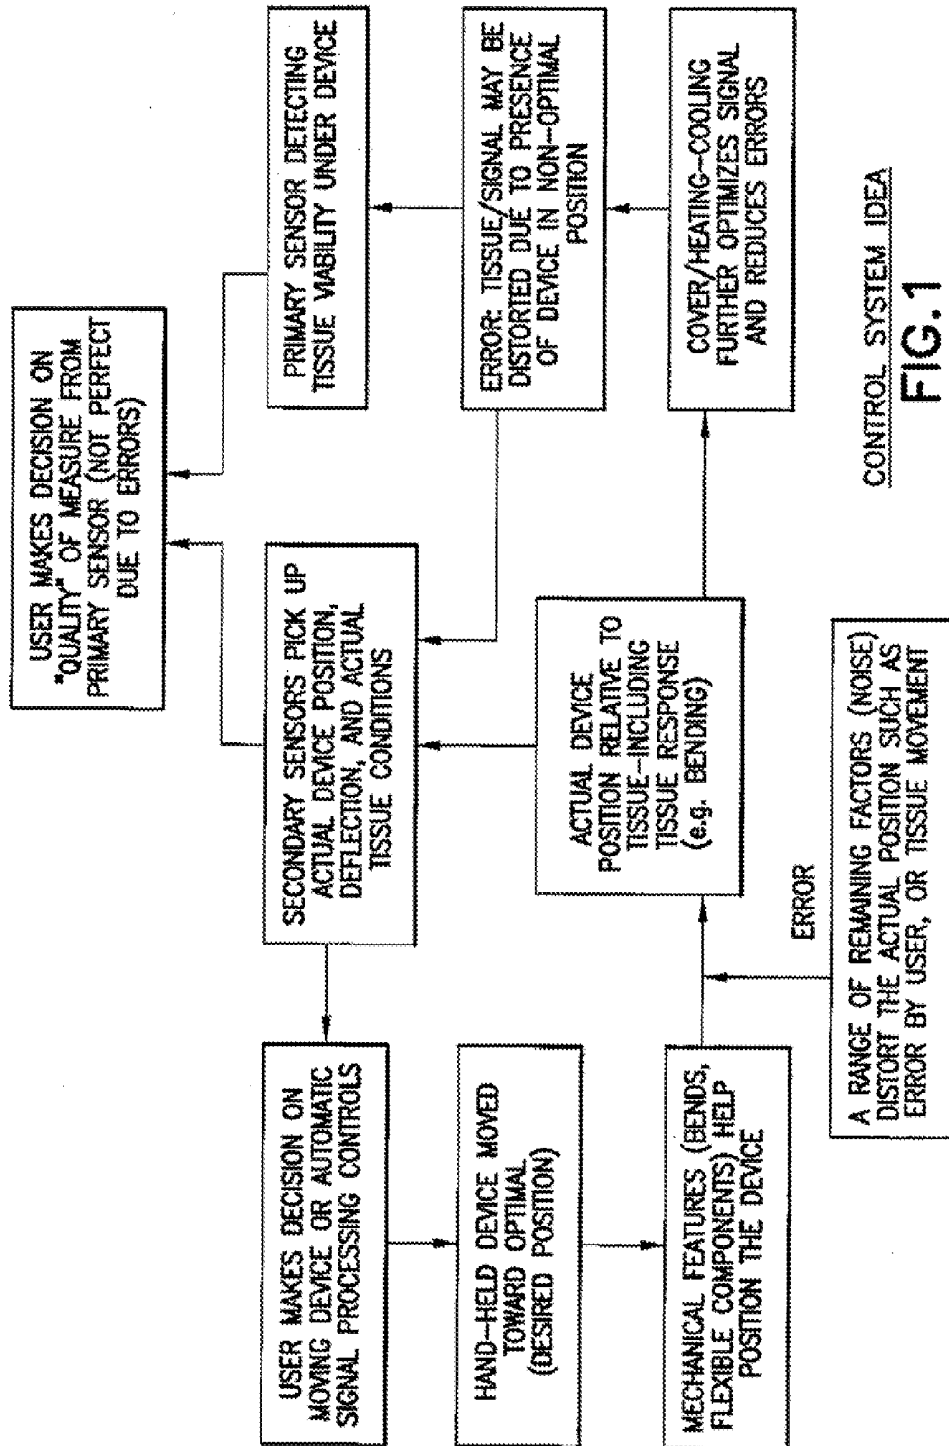 USER MAKES DECISION ON
"QUALITY" OF MEASURE FROM
PRIMARY SENSOR (NOT PERFECT
DUE TO ERRORS)
USER MAKES DECISION ON
MOVING DEVICE OR AUTOMATIC
SIGNAL PROCESSING CONTROLS
SECONDARY SENSORS PICK UP
ACTUAL DEVICE POSITION,
DEFLECTION, AND ACTUAL
TISSUE CONDITIONS
PRIMARY SENSOR DETECTING
TISSUE VIABILITY UNDER DEVICE
HAND-HELD DEVICE MOVED
TOWARD OPTIMAL
(DESIRED POSITION)
ACTUAL DEVICE
POSITION RELATIVE TO
TISSUE-INCLUDING
TISSUE RESPONSE
(e.g. BENDING)
ERROR: TISSUE/SIGNAL MAY BE
DISTORTED DUE TO PRESENCE
OF DEVICE IN NON-OPTIMAL
POSITION
MECHANICAL FEATURES (BENDS,
FLEXIBLE COMPONENTS) HELP
POSITION THE DEVICE
ERROR
COVER/HEATING-COOLING
FURTHER OPTIMIZES SIGNAL
AND REDUCES ERRORS
A RANGE OF REMAINING FACTORS (NOISE)
DISTORT THE ACTUAL POSITION SUCH AS
ERROR BY USER, OR TISSUE MOVEMENT
CONTROL SYSTEM IDEA
FIG.1